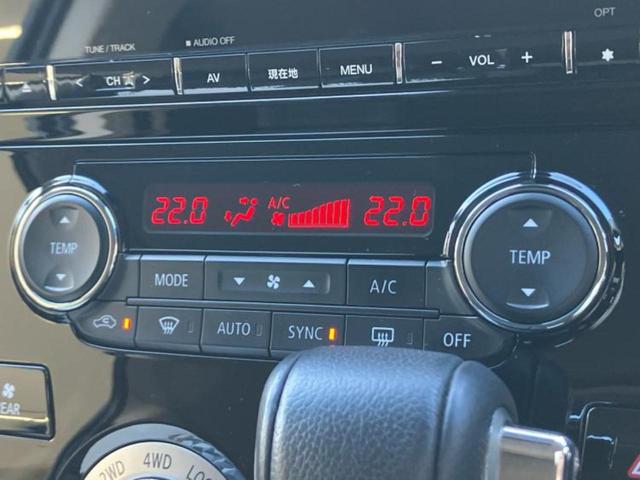 OPT
TUNE / TRACK
AUDIO OFF
CH
AV
現在地
MENU
− VOL +
22.0 A/C 22.0
TEMP
TEMP
MODE
A/C
AUTO
SYNC
OFF
REAR
2WD 4WD